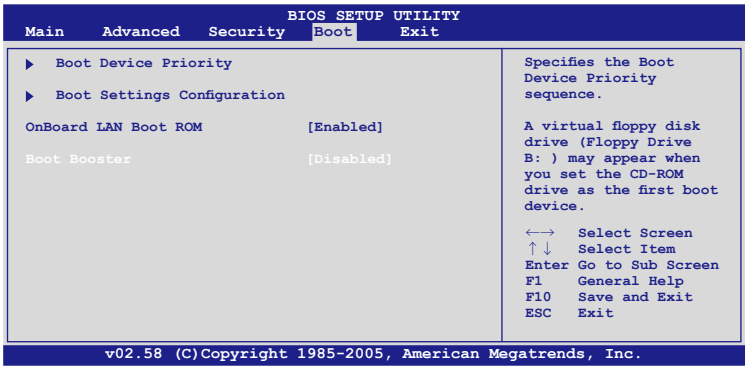 BIOS SETUP UTILITY
Main Advanced Security Boot Exit
Boot Device Priority
Boot Settings Configuration
OnBoard LAN Boot ROM [Enabled]
Boot Booster [Disabled]
Specifies the Boot
Device Priority
sequence.
A virtual floppy disk
drive (Floppy Drive
B: ) may appear when
you set the CD-ROM
drive as the first boot
device.
←→ Select Screen
↑↓ Select Item
Enter Go to Sub Screen
F1 General Help
F10 Save and Exit
ESC Exit
v02.58 (C)Copyright 1985-2005, American Megatrends, Inc.